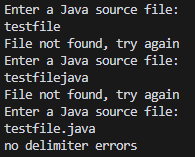 Enter a Java source file:
testfile
File not found, try again
Enter a Java source file:
testfilejava
File not found, try again
Enter a Java source file:
testfile.java
no delimiter errors